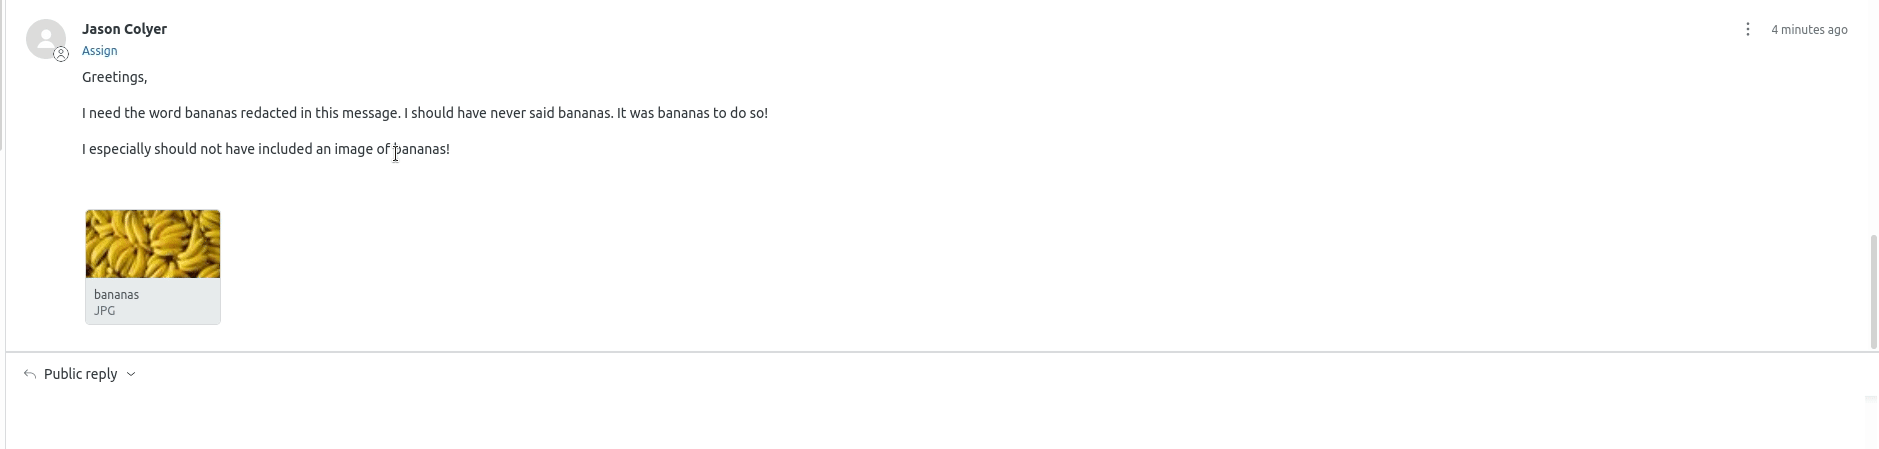 Jason Colyer
4 minutes ago
Assign
Greetings,
I need the word bananas redacted in this message. I should have never said bananas. It was bananas to do so!
I especially should not have included an image of bananas!
bananas
JPG
Public reply